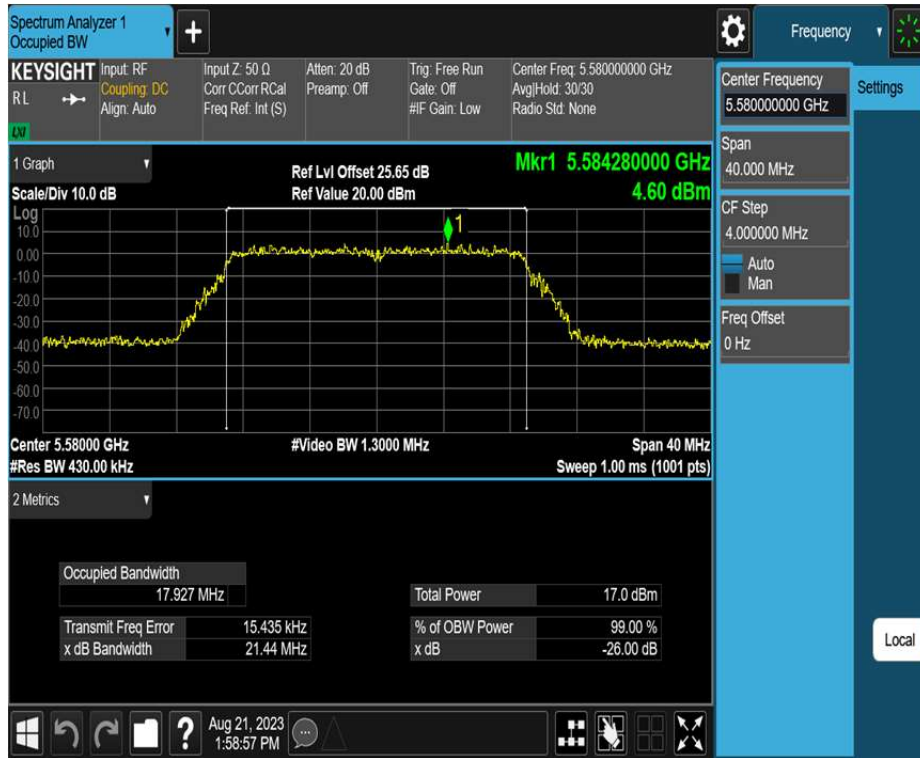 Spectrum Analyzer 1
Occupied BW
+
Frequency
KEYSIGHT
RL
LXI
Input: RF
Coupling: DC
Align: Auto
Input Z: 50 Ω
Corr CCorr RCal
Freq Ref: Int (S)
Atten: 20 dB
Preamp: Off
Trig: Free Run
Gate: Off
#IF Gain: Low
Center Freq: 5.580000000 GHz
Avg|Hold: 30/30
Radio Std: None
Center Frequency
5.580000000 GHz
Settings
Span
40.000 MHz
CF Step
4.000000 MHz
Auto
Man
Freq Offset
0 Hz
Local
1 Graph
Scale/Div 10.0 dB
Ref Lvl Offset 25.65 dB
Ref Value 20.00 dBm
Mkr1 5.584280000 GHz
4.60 dBm
Log
10.0
0.00
-10.0
-20.0
-30.0
-40.0
-50.0
-60.0
-70.0
1
Center 5.58000 GHz
#Video BW 1.3000 MHz
Span 40 MHz
#Res BW 430.00 kHz
Sweep 1.00 ms (1001 pts)
2 Metrics
Occupied Bandwidth
17.927 MHz
Total Power 17.0 dBm
Transmit Freq Error 15.435 kHz
% of OBW Power 99.00 %
x dB Bandwidth 21.44 MHz
x dB -26.00 dB
?
Aug 21, 2023
1:58:57 PM